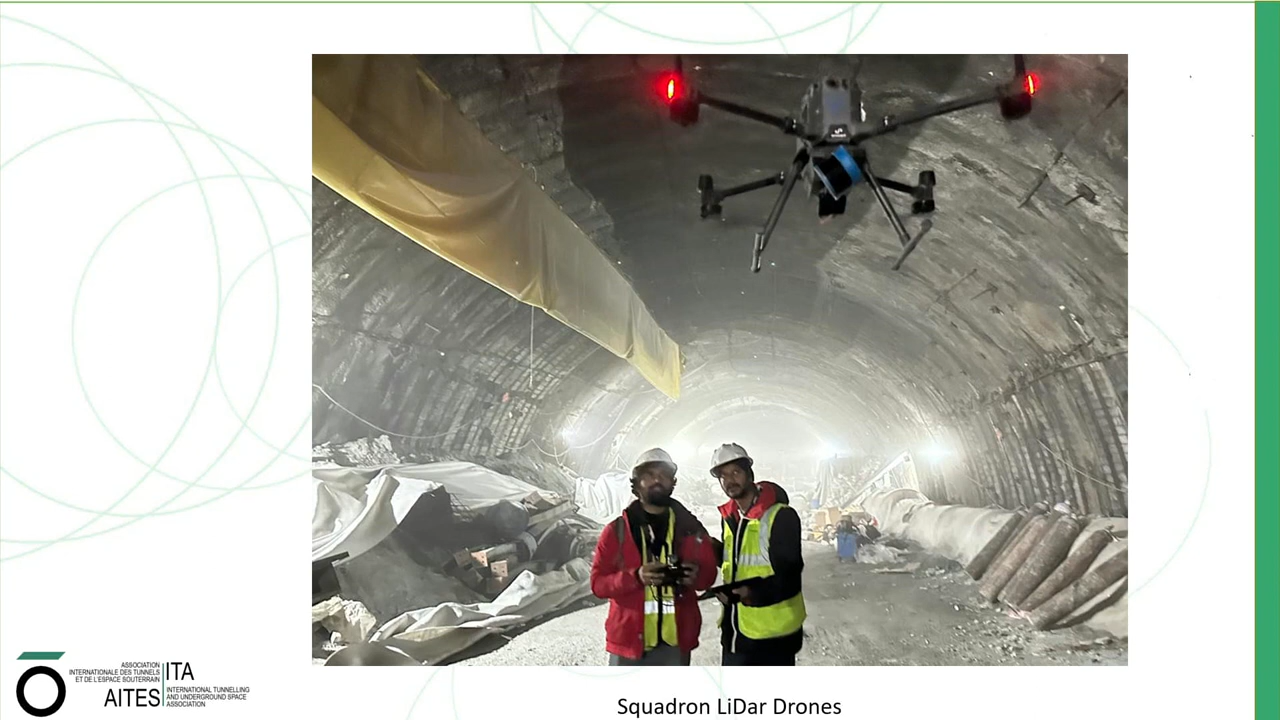 ASSOCIATION
INTERNATIONALE DES TUNNELS
ET DE L'ESPACE SOUTERRAIN
AITES
ITA
INTERNATIONAL TUNNELLING
AND UNDERGROUND SPACE
ASSOCIATION
Squadron LiDar Drones